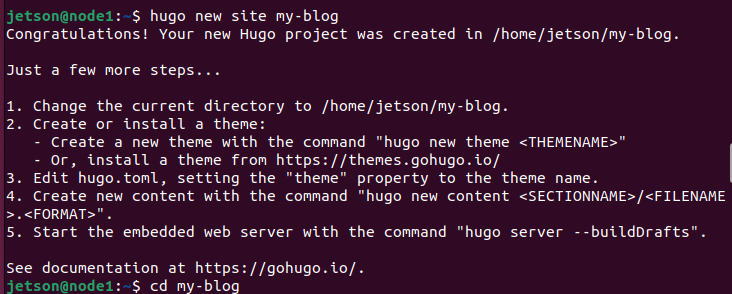 jetson@node1:~$ hugo new site my-blog
Congratulations! Your new Hugo project was created in /home/jetson/my-blog.
Just a few more steps...
1. Change the current directory to /home/jetson/my-blog.
2. Create or install a theme:
   - Create a new theme with the command "hugo new theme <THEMENAME>"
   - Or, install a theme from https://themes.gohugo.io/
3. Edit hugo.toml, setting the "theme" property to the theme name.
4. Create new content with the command "hugo new content <SECTIONNAME>/<FILENAME
>.<FORMAT>".
5. Start the embedded web server with the command "hugo server --buildDrafts".
See documentation at https://gohugo.io/.
jetson@node1:~$ cd my-blog